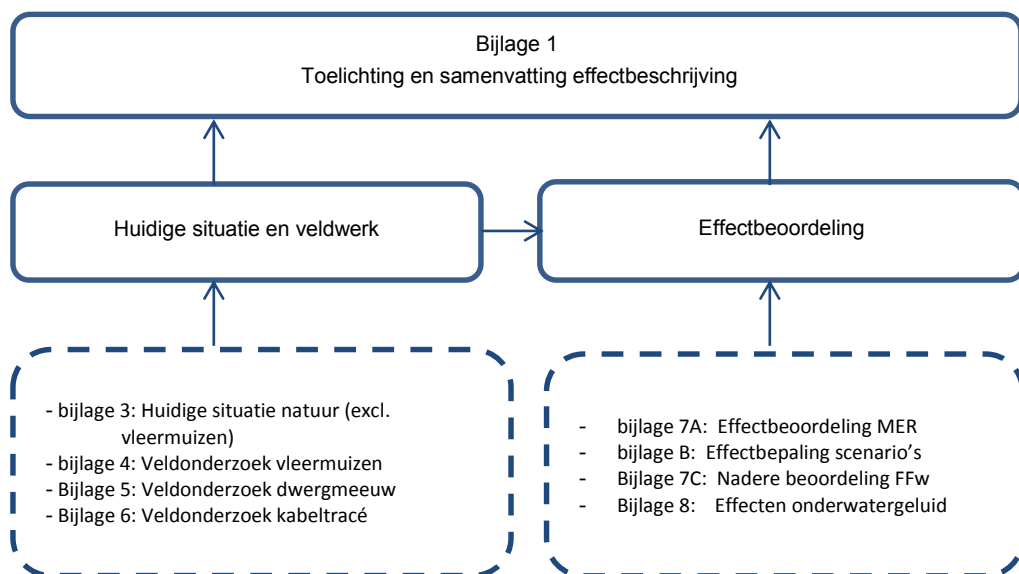 Bijlage 1
Toelichting en samenvatting effectbeschrijving
Huidige situatie en veldwerk
Effectbeoordeling
- bijlage 3: Huidige situatie natuur (excl.
vleermuizen)
- bijlage 4: Veldonderzoek vleermuizen
- Bijlage 5: Veldonderzoek dwergmeeuw
- Bijlage 6: Veldonderzoek kabeltracé
- bijlage 7A: Effectbeoordeling MER
- bijlage B: Effectbepaling scenario's
- Bijlage 7C: Nadere beoordeling FFw
- Bijlage 8: Effecten onderwatergeluid